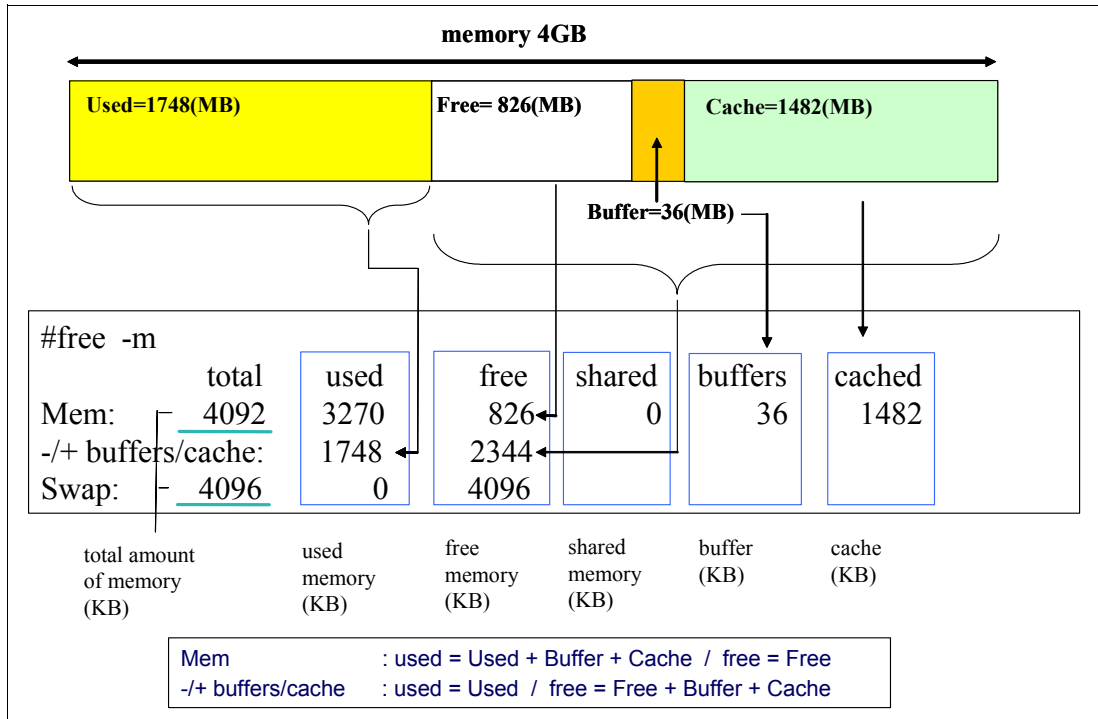 memory 4GB
Used=1748(MB)
Free= 826(MB)
Cache=1482(MB)
Buffer=36(MB)
#free -m
total used free shared buffers cached
Mem: 4092 3270 826 0 36 1482
-/+ buffers/cache: 1748 2344
Swap: 4096 0 4096
total amount
of memory
(KB)
used
memory
(KB)
free
memory
(KB)
shared
memory
(KB)
buffer
(KB)
cache
(KB)
Mem : used = Used + Buffer + Cache / free = Free
-/+ buffers/cache : used = Used / free = Free + Buffer + Cache